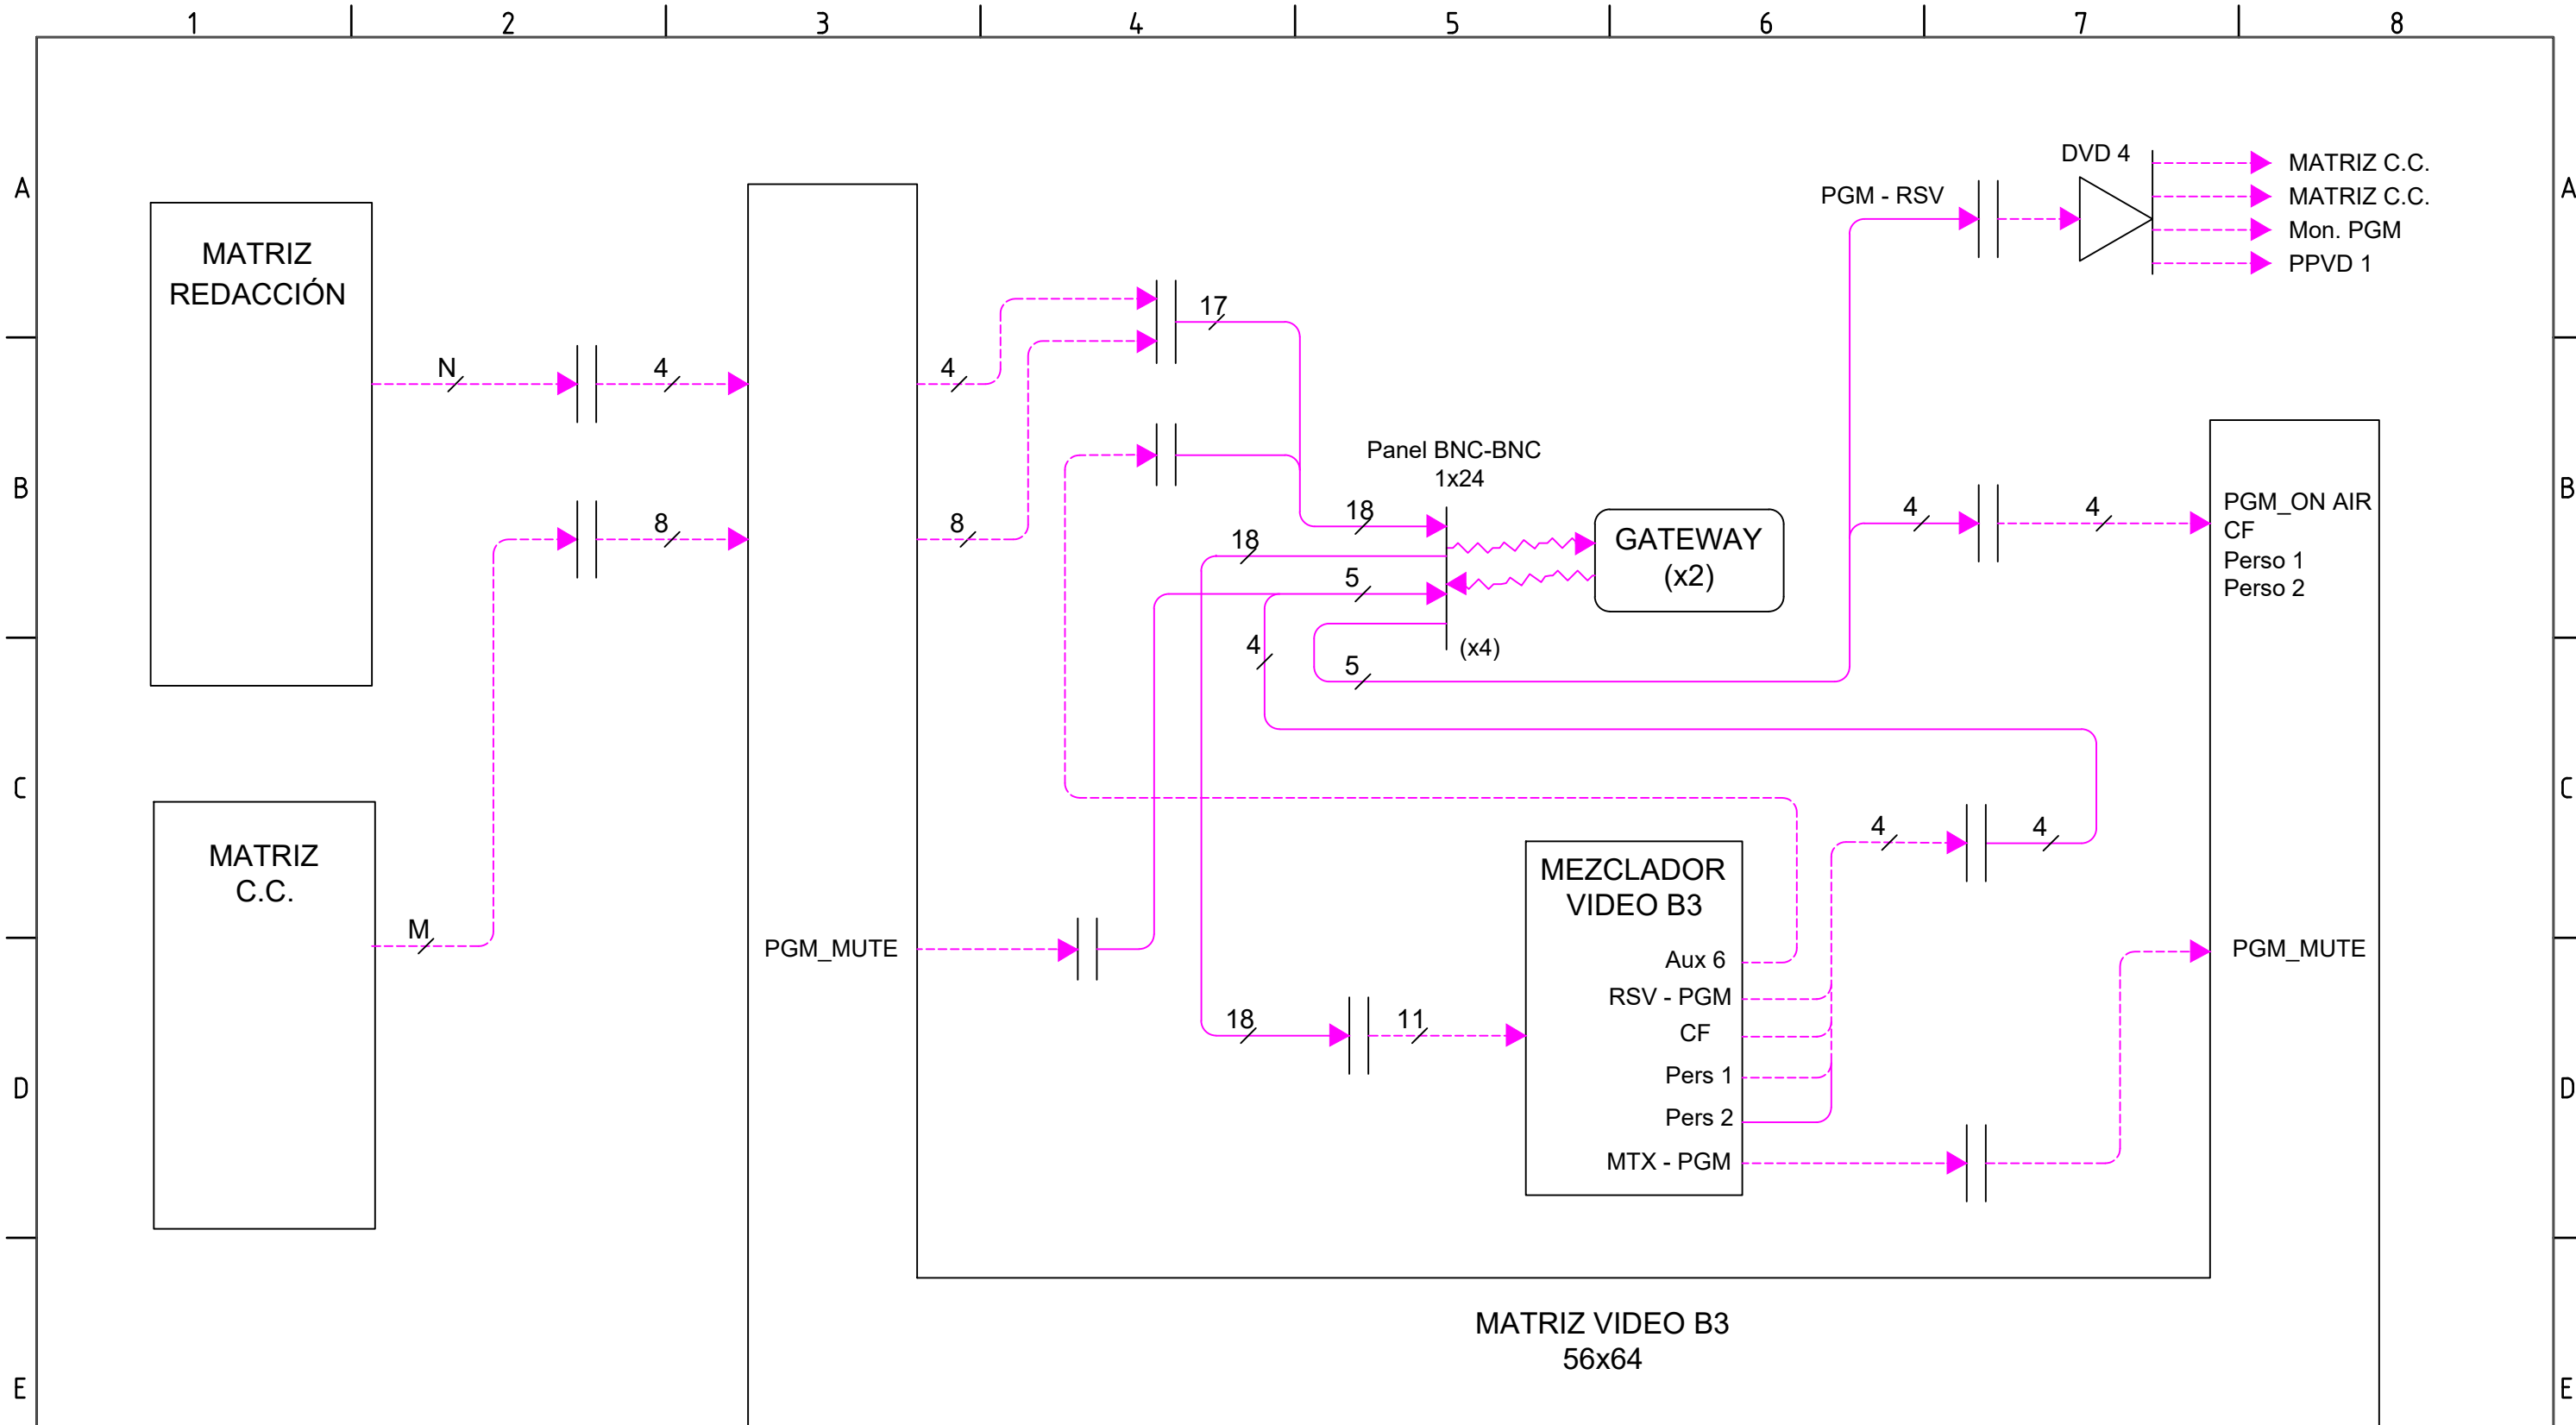 1 2 3 4 5 6 7 8
A
A
B
B
C
C
D
D
E
E
MATRIZ
REDACCIÓN
N
4
8
MATRIZ
C.C.
M
PGM_MUTE
4
8
17
18
18
5
4
5
18
11
Panel BNC-BNC
1x24
(x4)
GATEWAY
(x2)
PGM - RSV
DVD 4
MATRIZ C.C.
MATRIZ C.C.
Mon. PGM
PPVD 1
4
4
PGM_ON AIR
CF
Perso 1
Perso 2
MEZCLADOR
VIDEO B3
Aux 6
RSV - PGM
CF
Pers 1
Pers 2
MTX - PGM
4
4
PGM_MUTE
MATRIZ VIDEO B3
56x64